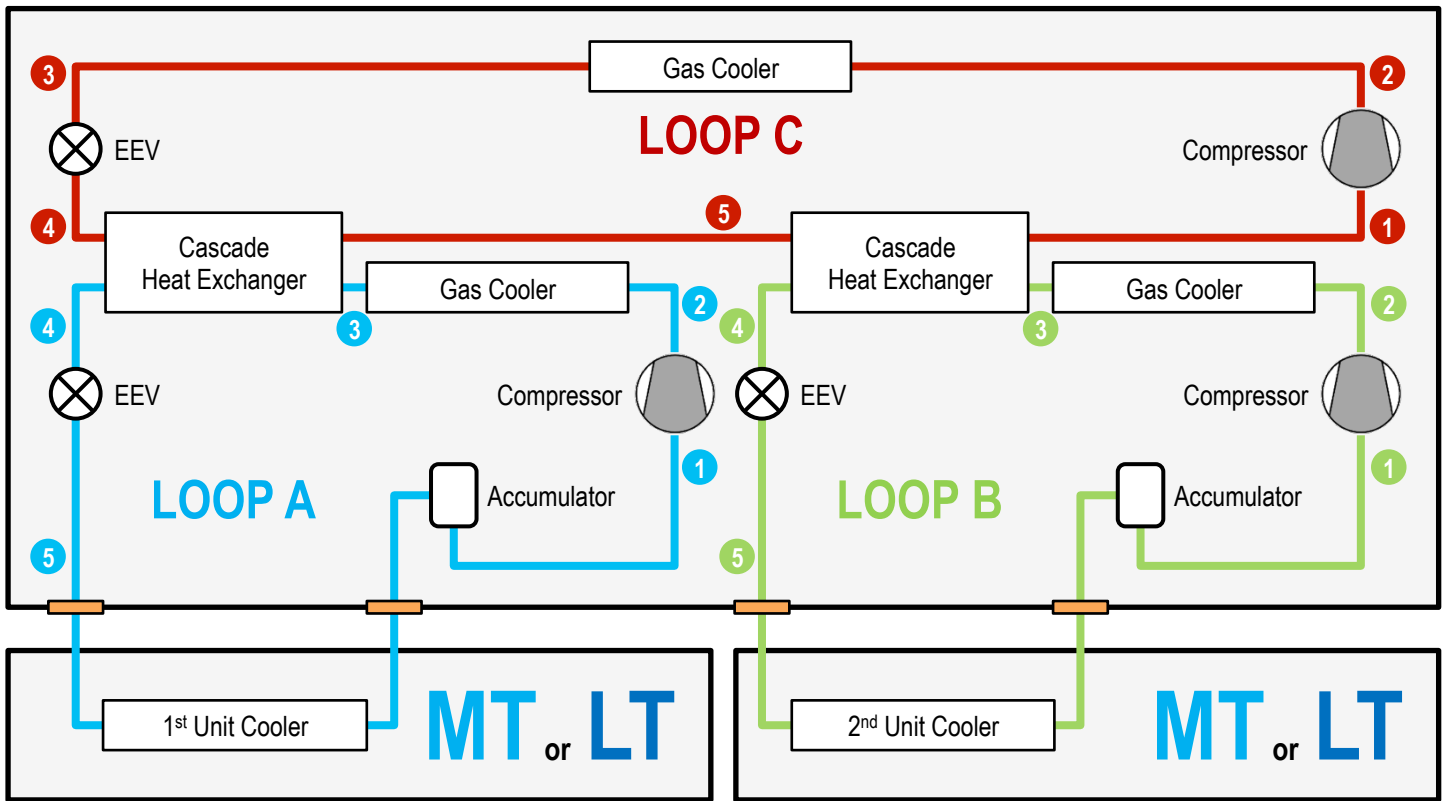 Gas Cooler
3
2
LOOP C
EEV
Compressor
4
5
1
Cascade
Heat Exchanger
Cascade
Heat Exchanger
Gas Cooler
Gas Cooler
4
3
2
4
3
2
EEV
Compressor
EEV
Compressor
1
1
LOOP A
Accumulator
LOOP B
Accumulator
5
5
1st Unit Cooler
MT or LT
2nd Unit Cooler
MT or LT